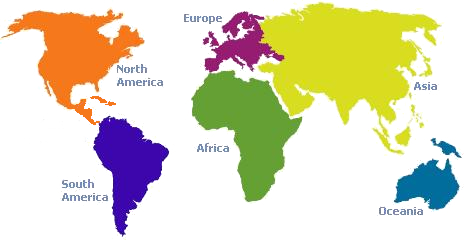 Europe
North
America
Asia
Africa
South
America
Oceania